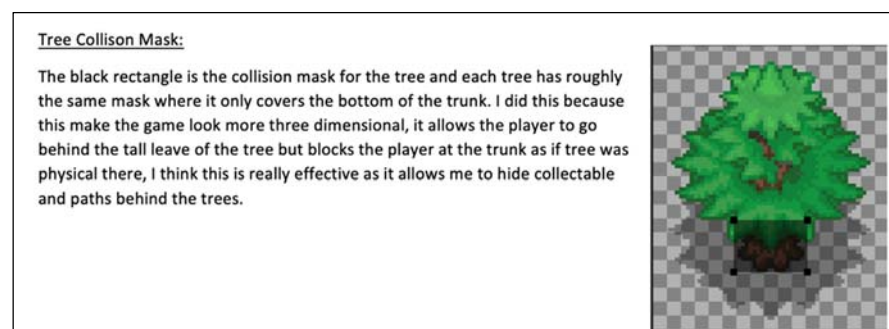 Tree Collison Mask:
The black rectangle is the collision mask for the tree and each tree has roughly
the same mask where it only covers the bottom of the trunk. I did this because
this make the game look more three dimensional, it allows the player to go
behind the tall leave of the tree but blocks the player at the trunk as if tree was
physical there, I think this is really effective as it allows me to hide collectable
and paths behind the trees.